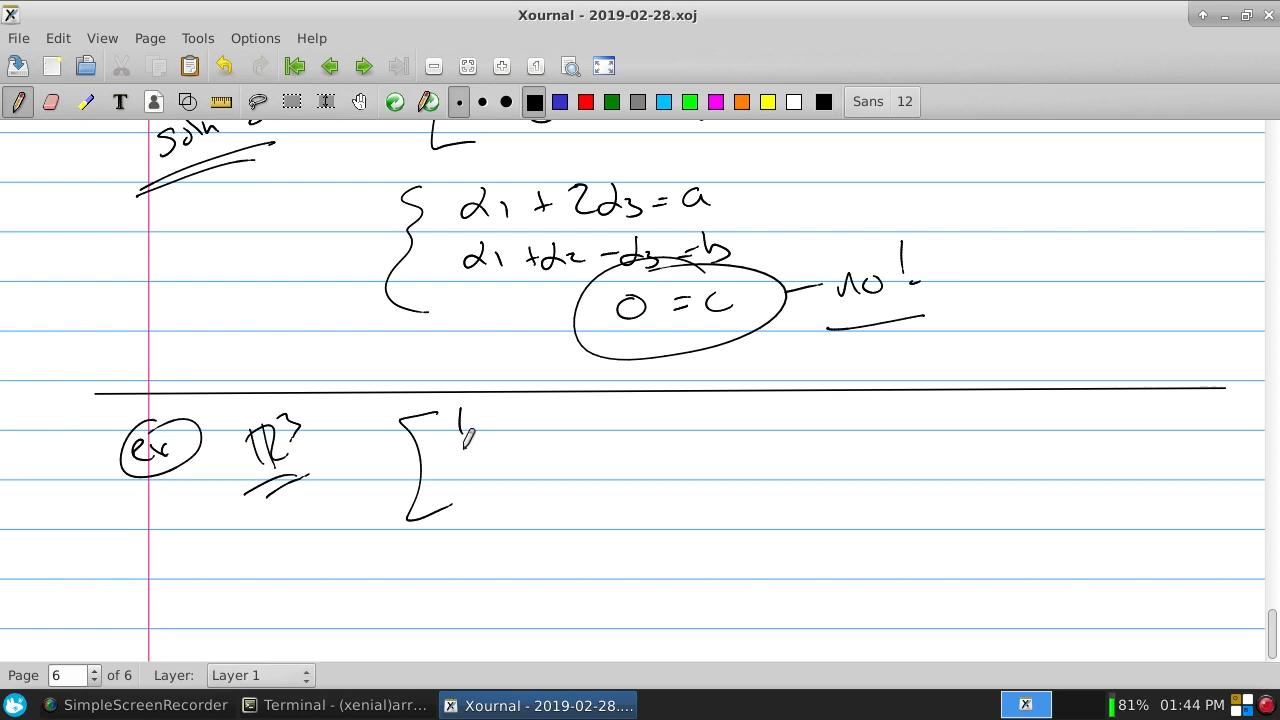 Xournal - 2019-02-28.xoj
File Edit View Page Tools Options Help
Sans 12
soln
α1 + 2α3 = a
α1 + α2 - α3 = b
0 = c
no!
ex ℝ³ [ 1
Page 6 of 6 Layer: Layer 1
SimpleScreenRecorder Terminal - (xenial)arr... Xournal - 2019-02-28.... 81% 01:44 PM